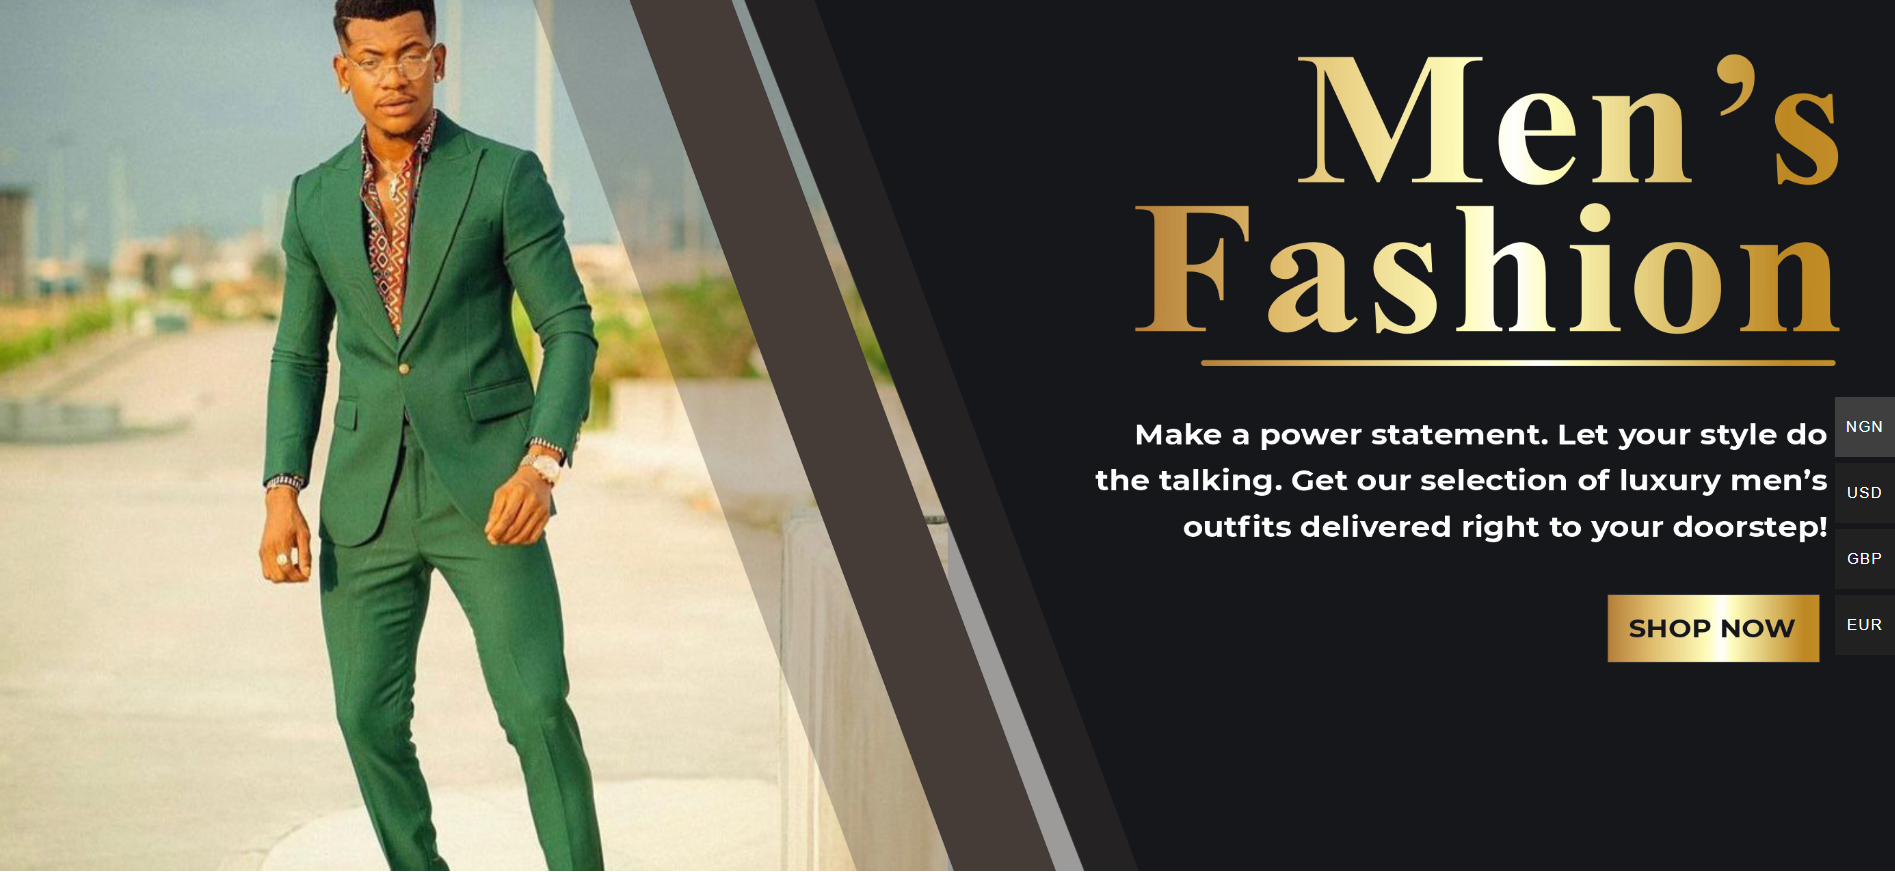 Men’s
Fashion
Make a power statement. Let your style do
the talking. Get our selection of luxury men’s
outfits delivered right to your doorstep!
SHOP NOW
NGN
USD
GBP
EUR